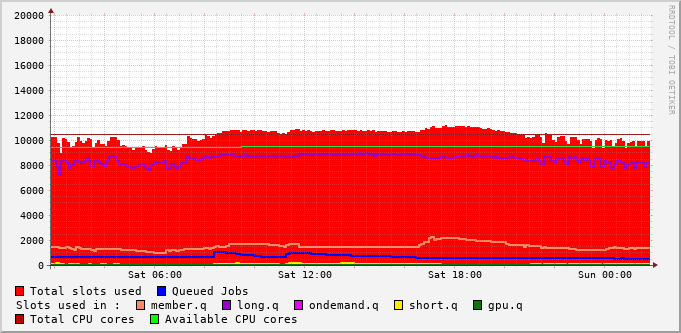 20000
18000
16000
14000
12000
10000
8000
6000
4000
2000
0
Sat 06:00 Sat 12:00 Sat 18:00 Sun 00:00
RRDTOOL / TOBI OETIKER
Total slots used Queued Jobs
Slots used in : member.q long.q ondemand.q short.q gpu.q
Total CPU cores Available CPU cores